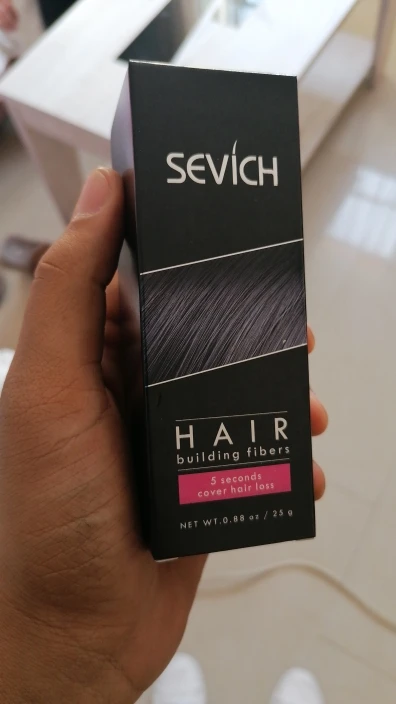 SEVICH
HAIR
building fibers
5 seconds
cover hair loss
NET WT.0.88 oz / 25 g